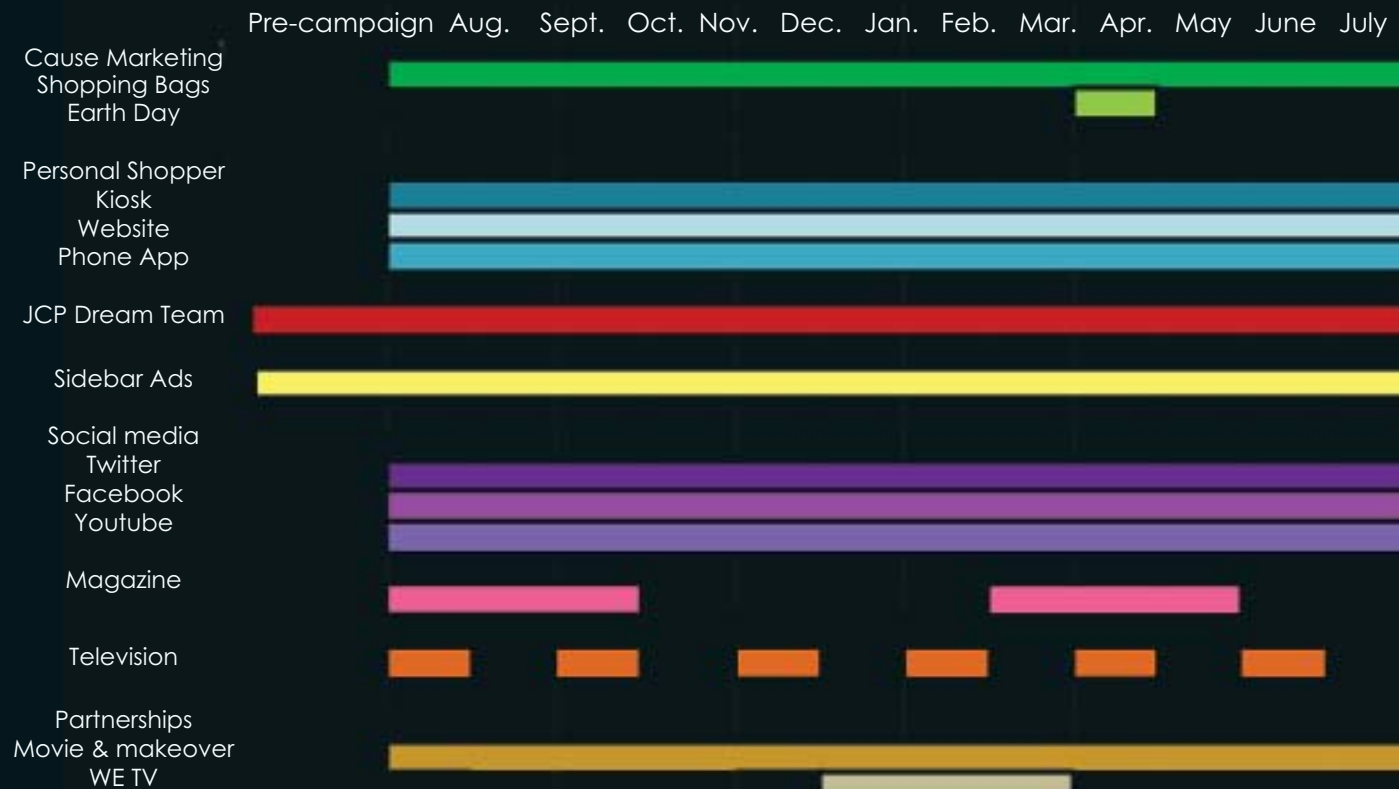 Pre-campaign Aug. Sept. Oct. Nov. Dec. Jan. Feb. Mar. Apr. May June July
Cause Marketing
Shopping Bags
Earth Day
Personal Shopper
Kiosk
Website
Phone App
JCP Dream Team
Sidebar Ads
Social media
Twitter
Facebook
Youtube
Magazine
Television
Partnerships
Movie & makeover
WE TV